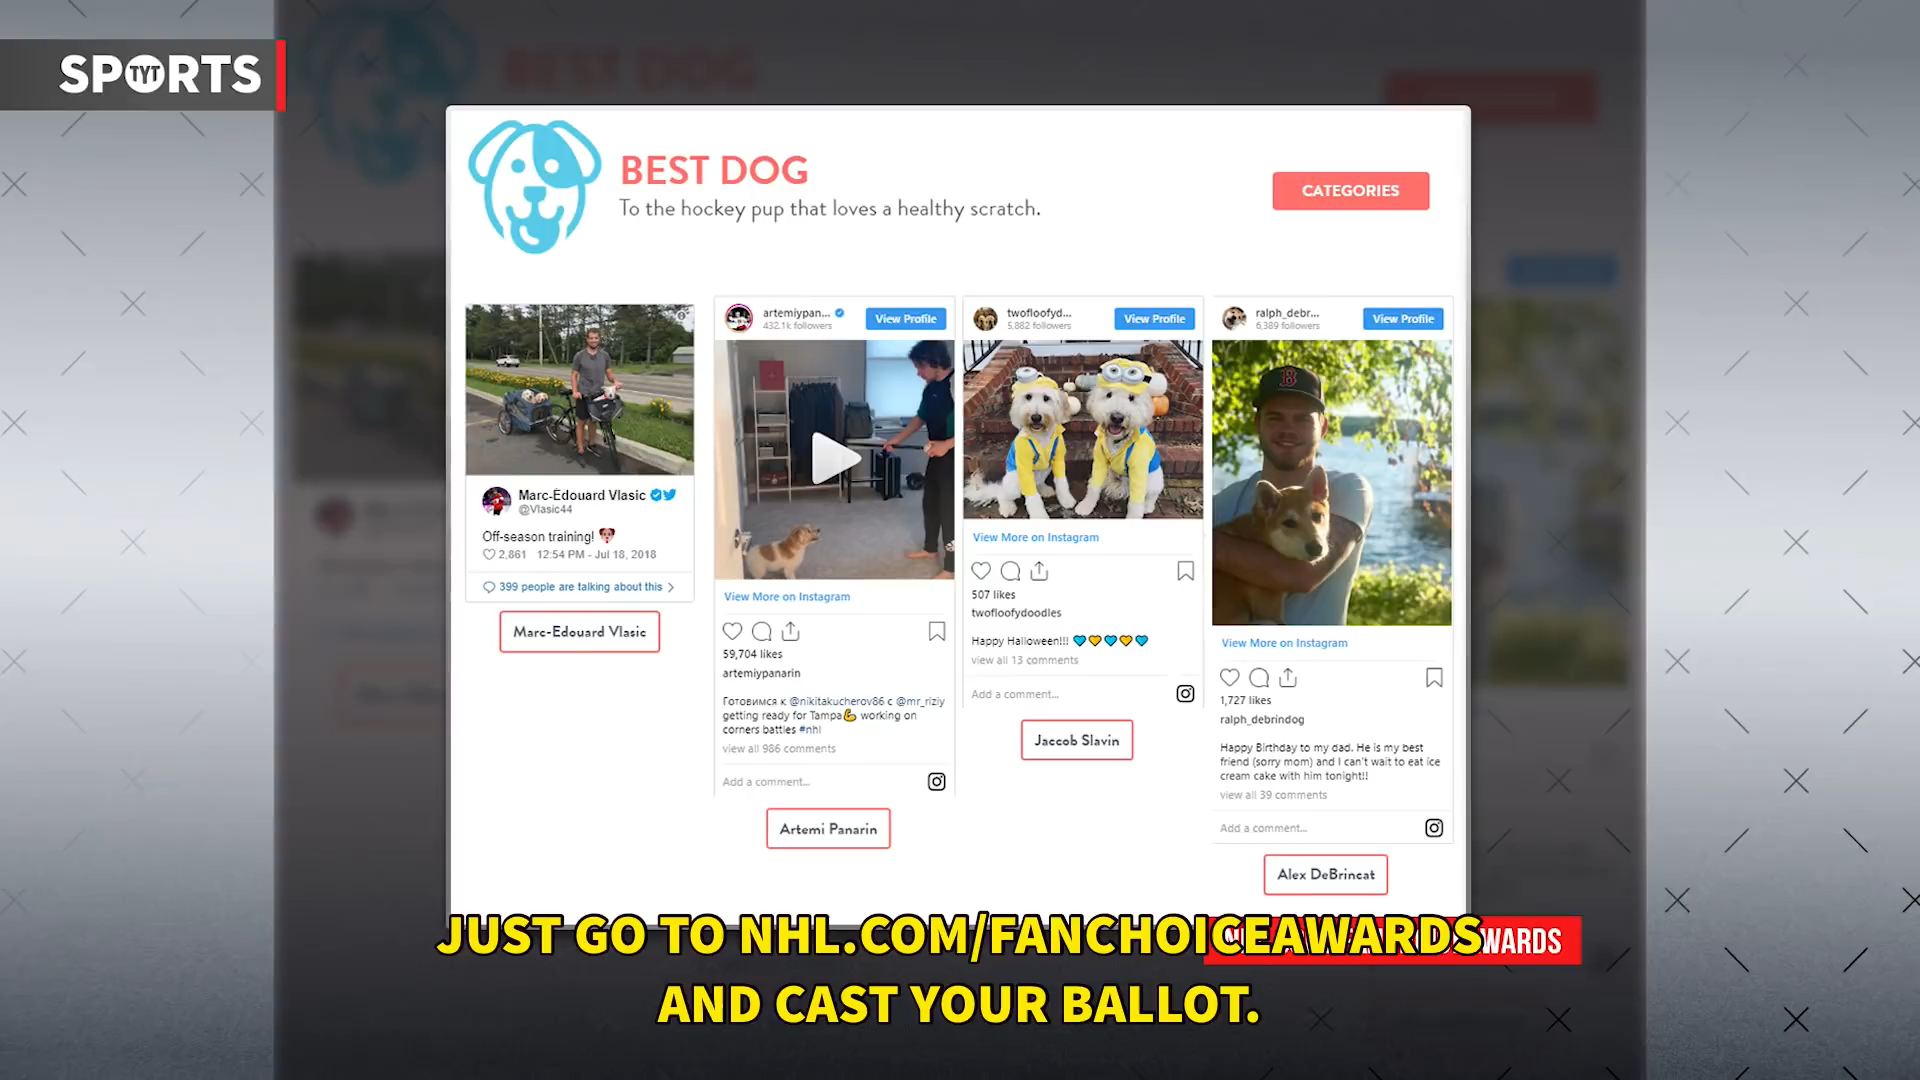 SPORTS
TYT
BEST DOG
To the hockey pup that loves a healthy scratch.
CATEGORIES
Marc-Edouard Vlasic
@Vlasic44
Off-season training!
2,861 12:54 PM - Jul 18, 2018
399 people are talking about this
Marc-Edouard Vlasic
artemiypan...
432.1k followers
View Profile
View More on Instagram
59,704 likes
artemiypanarin
Готовимся к @nikitakucherov86 с @mr_riziy
getting ready for Tampa💪 working on
corners battles #nhl
view all 986 comments
Add a comment...
Artemi Panarin
twofloofyd...
5,882 followers
View Profile
View More on Instagram
507 likes
twofloofydoodles
Happy Halloween!!!
view all 13 comments
Add a comment...
Jaccob Slavin
ralph_debr...
6,389 followers
View Profile
B
View More on Instagram
1,727 likes
ralph_debrindog
Happy Birthday to my dad. He is my best
friend (sorry mom) and I can't wait to eat ice
cream cake with him tonight!!
view all 39 comments
Add a comment...
Alex DeBrincat
JUST GO TO NHL.COM/FANCHOICEAWARDS
AND CAST YOUR BALLOT.